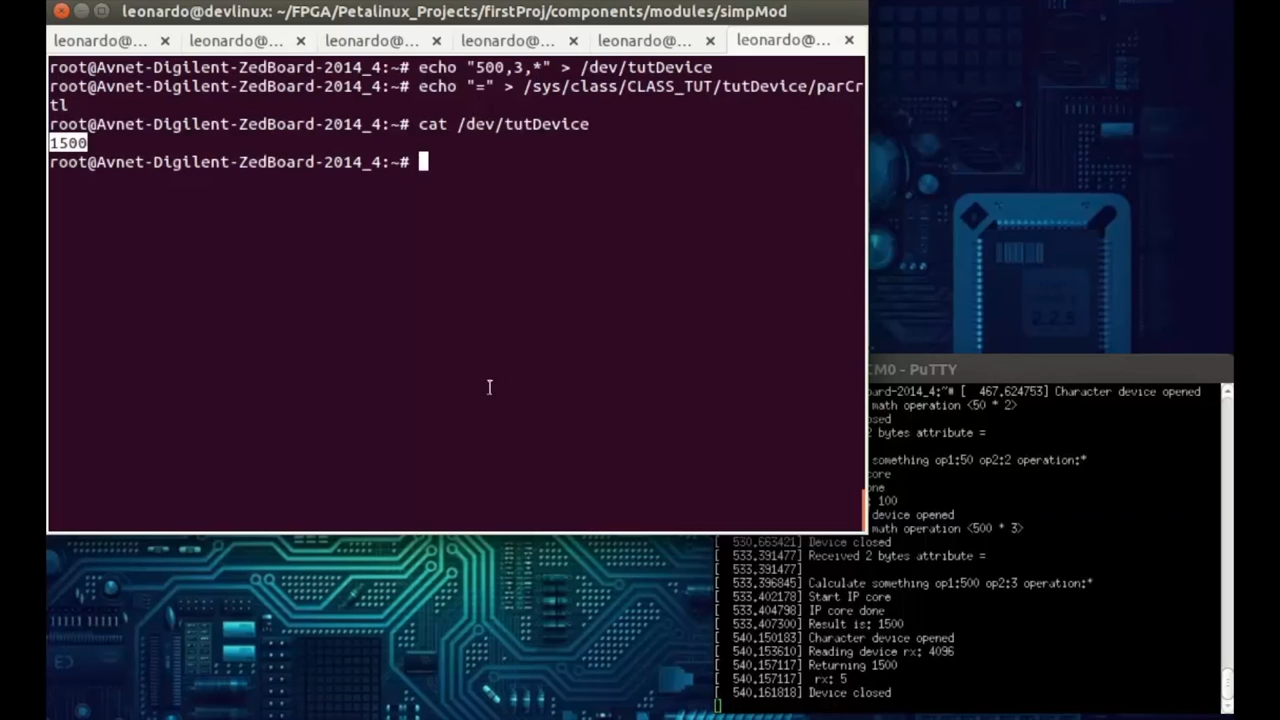 leonardo@devlinux: ~/FPGA/Petalinux_Projects/firstProj/components/modules/simpMod
leonardo@... × leonardo@... × leonardo@... × leonardo@... × leonardo@... × leonardo@... ×
root@Avnet-Digilent-ZedBoard-2014_4:~# echo "500,3,*" > /dev/tutDevice
root@Avnet-Digilent-ZedBoard-2014_4:~# echo "=" > /sys/class/CLASS_TUT/tutDevice/parCr
tl
root@Avnet-Digilent-ZedBoard-2014_4:~# cat /dev/tutDevice
1500
root@Avnet-Digilent-ZedBoard-2014_4:~#
CM0 - PuTTY
ard-2014_4:~# [ 467.624753] Character device opened
math operation <50 * 2>
osed
2 bytes attribute =
something op1:50 op2:2 operation:*
core
one
: 100
device opened
math operation <500 * 3>
[ 530.663421] Device closed
[ 533.391477] Received 2 bytes attribute =
[ 533.391477]
[ 533.396845] Calculate something op1:500 op2:3 operation:*
[ 533.402178] Start IP core
[ 533.404798] IP core done
[ 533.407300] Result is: 1500
[ 540.150183] Character device opened
[ 540.153610] Reading device rx: 4096
[ 540.157117] Returning 1500
[ 540.157117] rx: 5
[ 540.161818] Device closed